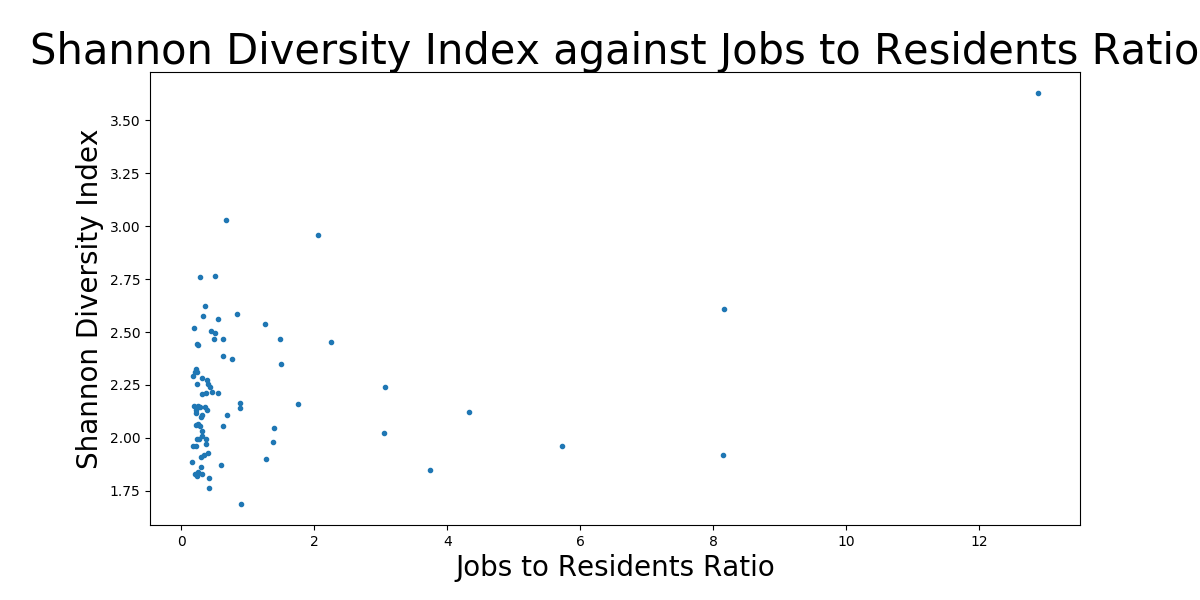 Shannon Diversity Index against Jobs to Residents Ratio
Shannon Diversity Index
3.50
3.25
3.00
2.75
2.50
2.25
2.00
1.75
0 2 4 6 8 10 12
Jobs to Residents Ratio